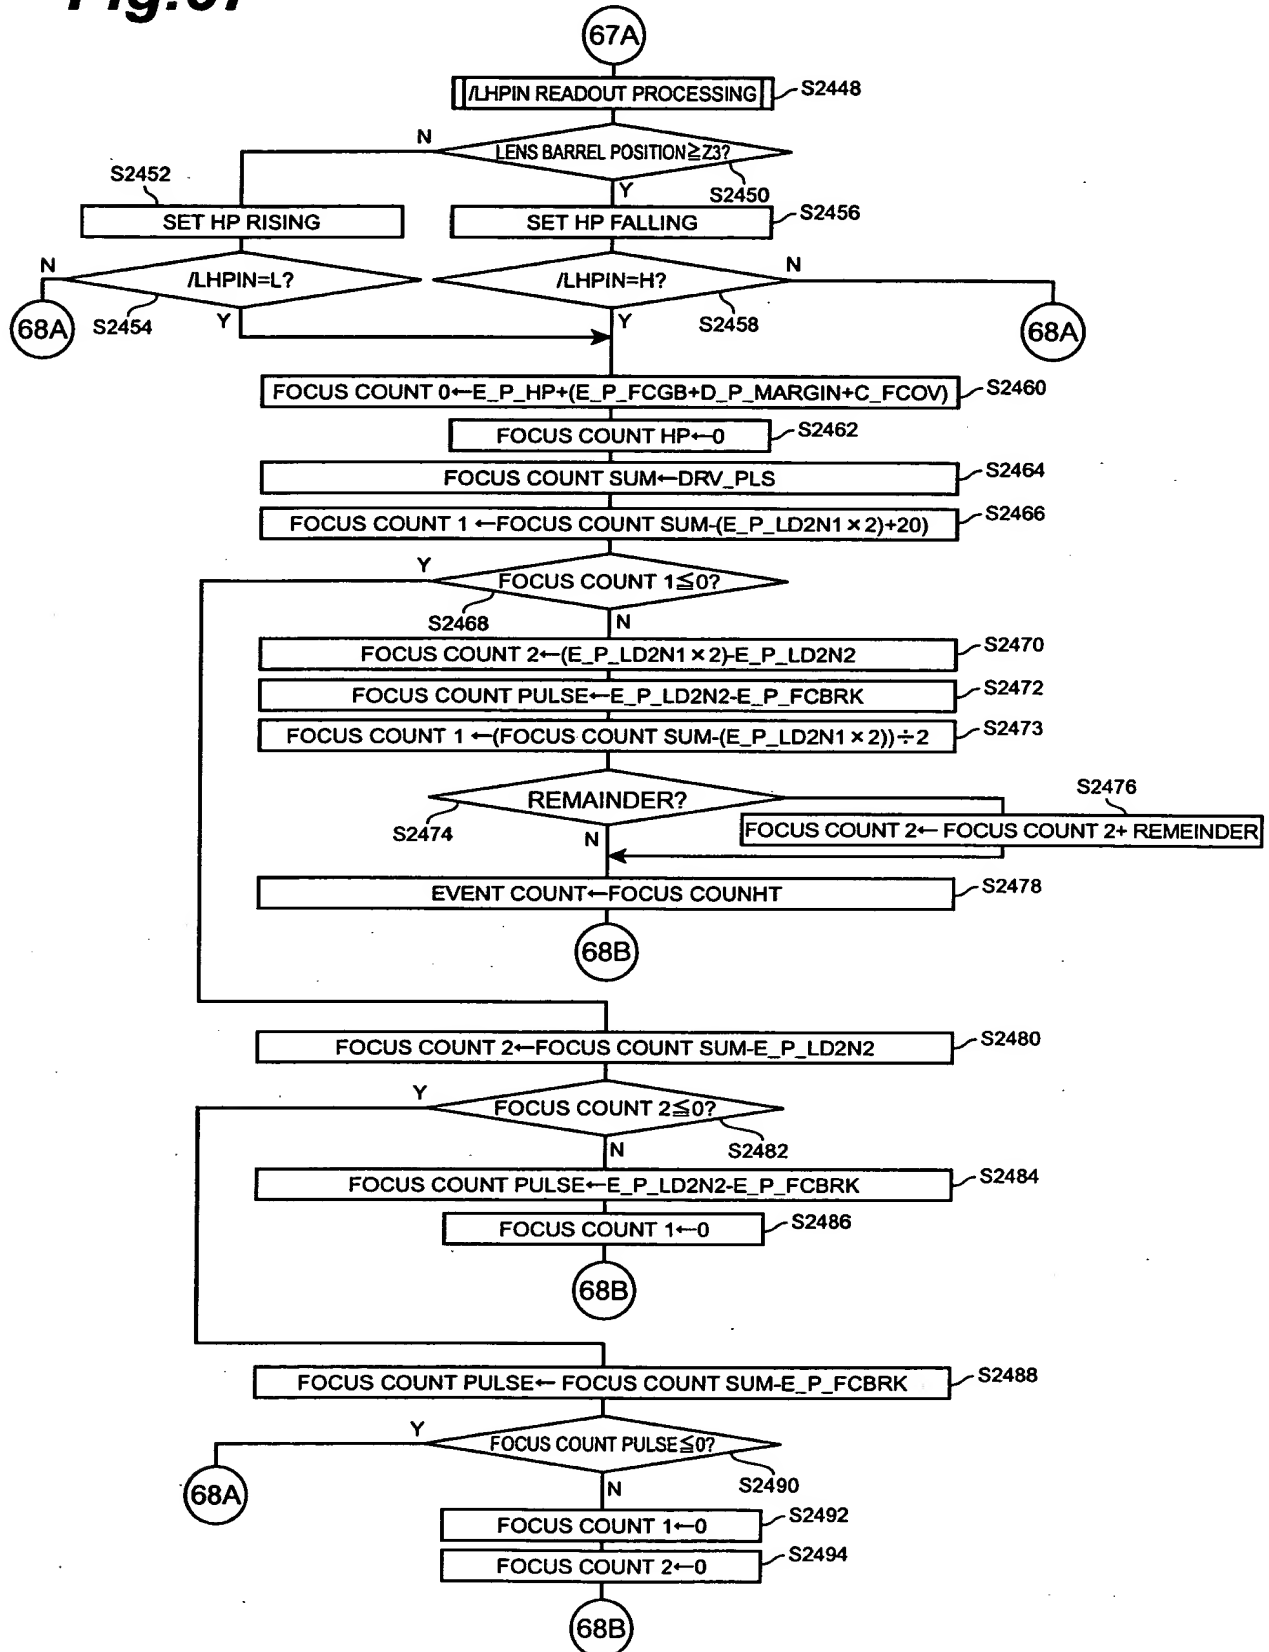 67A
/LHPIN READOUT PROCESSING
S2448
N
LENS BARREL POSITION≧Z3?
S2450
Y
S2452
SET HP RISING
SET HP FALLING
S2456
N
/LHPIN=L?
/LHPIN=H?
N
68A
S2454
Y
Y
S2458
68A
FOCUS COUNT 0←E_P_HP+(E_P_FCGB+D_P_MARGIN+C_FCOV)
S2460
FOCUS COUNT HP←0
S2462
FOCUS COUNT SUM←DRV_PLS
S2464
FOCUS COUNT 1 ←FOCUS COUNT SUM-(E_P_LD2N1×2)+20)
S2466
Y
FOCUS COUNT 1≦0?
S2468
N
FOCUS COUNT 2←(E_P_LD2N1×2)-E_P_LD2N2
S2470
FOCUS COUNT PULSE←E_P_LD2N2-E_P_FCBRK
S2472
FOCUS COUNT 1 ←(FOCUS COUNT SUM-(E_P_LD2N1×2))÷2
S2473
REMAINDER?
S2474
N
S2476
FOCUS COUNT 2← FOCUS COUNT 2+ REMEINDER
EVENT COUNT←FOCUS COUNHT
S2478
68B
FOCUS COUNT 2←FOCUS COUNT SUM-E_P_LD2N2
S2480
Y
FOCUS COUNT 2≦0?
S2482
N
FOCUS COUNT PULSE←E_P_LD2N2-E_P_FCBRK
S2484
FOCUS COUNT 1←0
S2486
68B
FOCUS COUNT PULSE← FOCUS COUNT SUM-E_P_FCBRK
S2488
Y
FOCUS COUNT PULSE≦0?
S2490
68A
N
FOCUS COUNT 1←0
S2492
FOCUS COUNT 2←0
S2494
68B